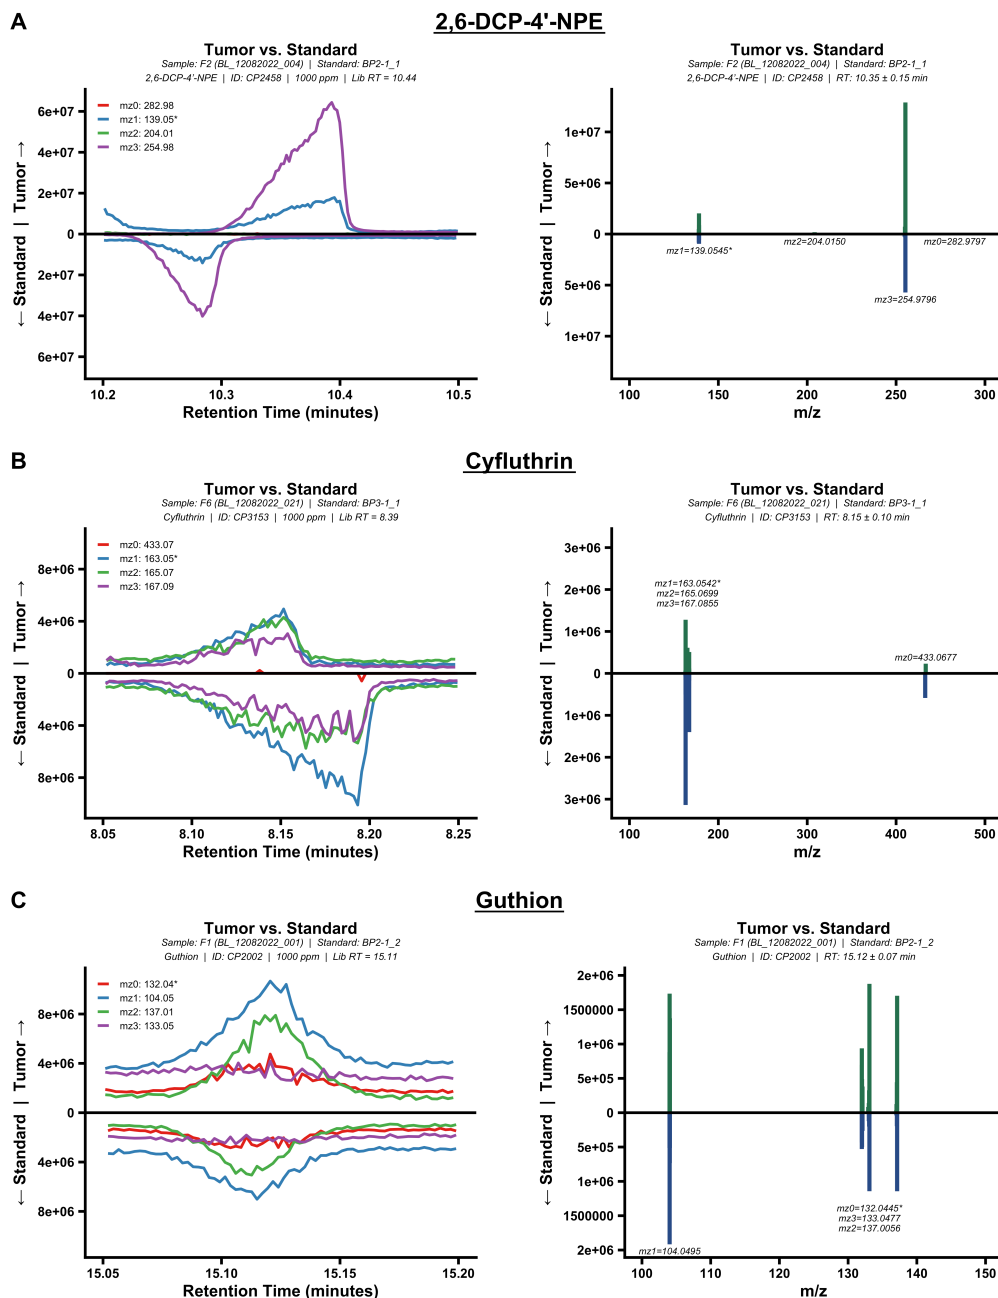 A
2,6-DCP-4'-NPE
Tumor vs. Standard
Sample: F2 (BL_12082022_004) | Standard: BP2-1_1
2,6-DCP-4'-NPE | ID: CP2458 | 1000 ppm | Lib RT = 10.44
mz0: 282.98
mz1: 139.05*
mz2: 204.01
mz3: 254.98
6e+07
4e+07
2e+07
0
2e+07
4e+07
6e+07
← Standard | Tumor →
10.2 10.3 10.4 10.5
Retention Time (minutes)
Tumor vs. Standard
Sample: F2 (BL_12082022_004) | Standard: BP2-1_1
2,6-DCP-4'-NPE | ID: CP2458 | RT: 10.35 ± 0.15 min
1e+07
5e+06
0
5e+06
1e+07
← Standard | Tumor →
mz1=139.0545*
mz2=204.0150
mz0=282.9797
mz3=254.9796
100 150 200 250 300
m/z
B
Cyfluthrin
Tumor vs. Standard
Sample: F6 (BL_12082022_021) | Standard: BP3-1_1
Cyfluthrin | ID: CP3153 | 1000 ppm | Lib RT = 8.39
mz0: 433.07
mz1: 163.05*
mz2: 165.07
mz3: 167.09
8e+06
4e+06
0
4e+06
8e+06
← Standard | Tumor →
8.05 8.10 8.15 8.20 8.25
Retention Time (minutes)
Tumor vs. Standard
Sample: F6 (BL_12082022_021) | Standard: BP3-1_1
Cyfluthrin | ID: CP3153 | RT: 8.15 ± 0.10 min
3e+06
2e+06
1e+06
0
1e+06
2e+06
3e+06
← Standard | Tumor →
mz1=163.0542*
mz2=165.0699
mz3=167.0855
mz0=433.0677
100 200 300 400 500
m/z
C
Guthion
Tumor vs. Standard
Sample: F1 (BL_12082022_001) | Standard: BP2-1_2
Guthion | ID: CP2002 | 1000 ppm | Lib RT = 15.11
mz0: 132.04*
mz1: 104.05
mz2: 137.01
mz3: 133.05
8e+06
4e+06
0
4e+06
8e+06
← Standard | Tumor →
15.05 15.10 15.15 15.20
Retention Time (minutes)
Tumor vs. Standard
Sample: F1 (BL_12082022_001) | Standard: BP2-1_2
Guthion | ID: CP2002 | RT: 15.12 ± 0.07 min
2e+06
1500000
1e+06
5e+05
0
5e+05
1e+06
1500000
2e+06
← Standard | Tumor →
mz0=132.0445*
mz3=133.0477
mz2=137.0056
mz1=104.0495
100 110 120 130 140 150
m/z